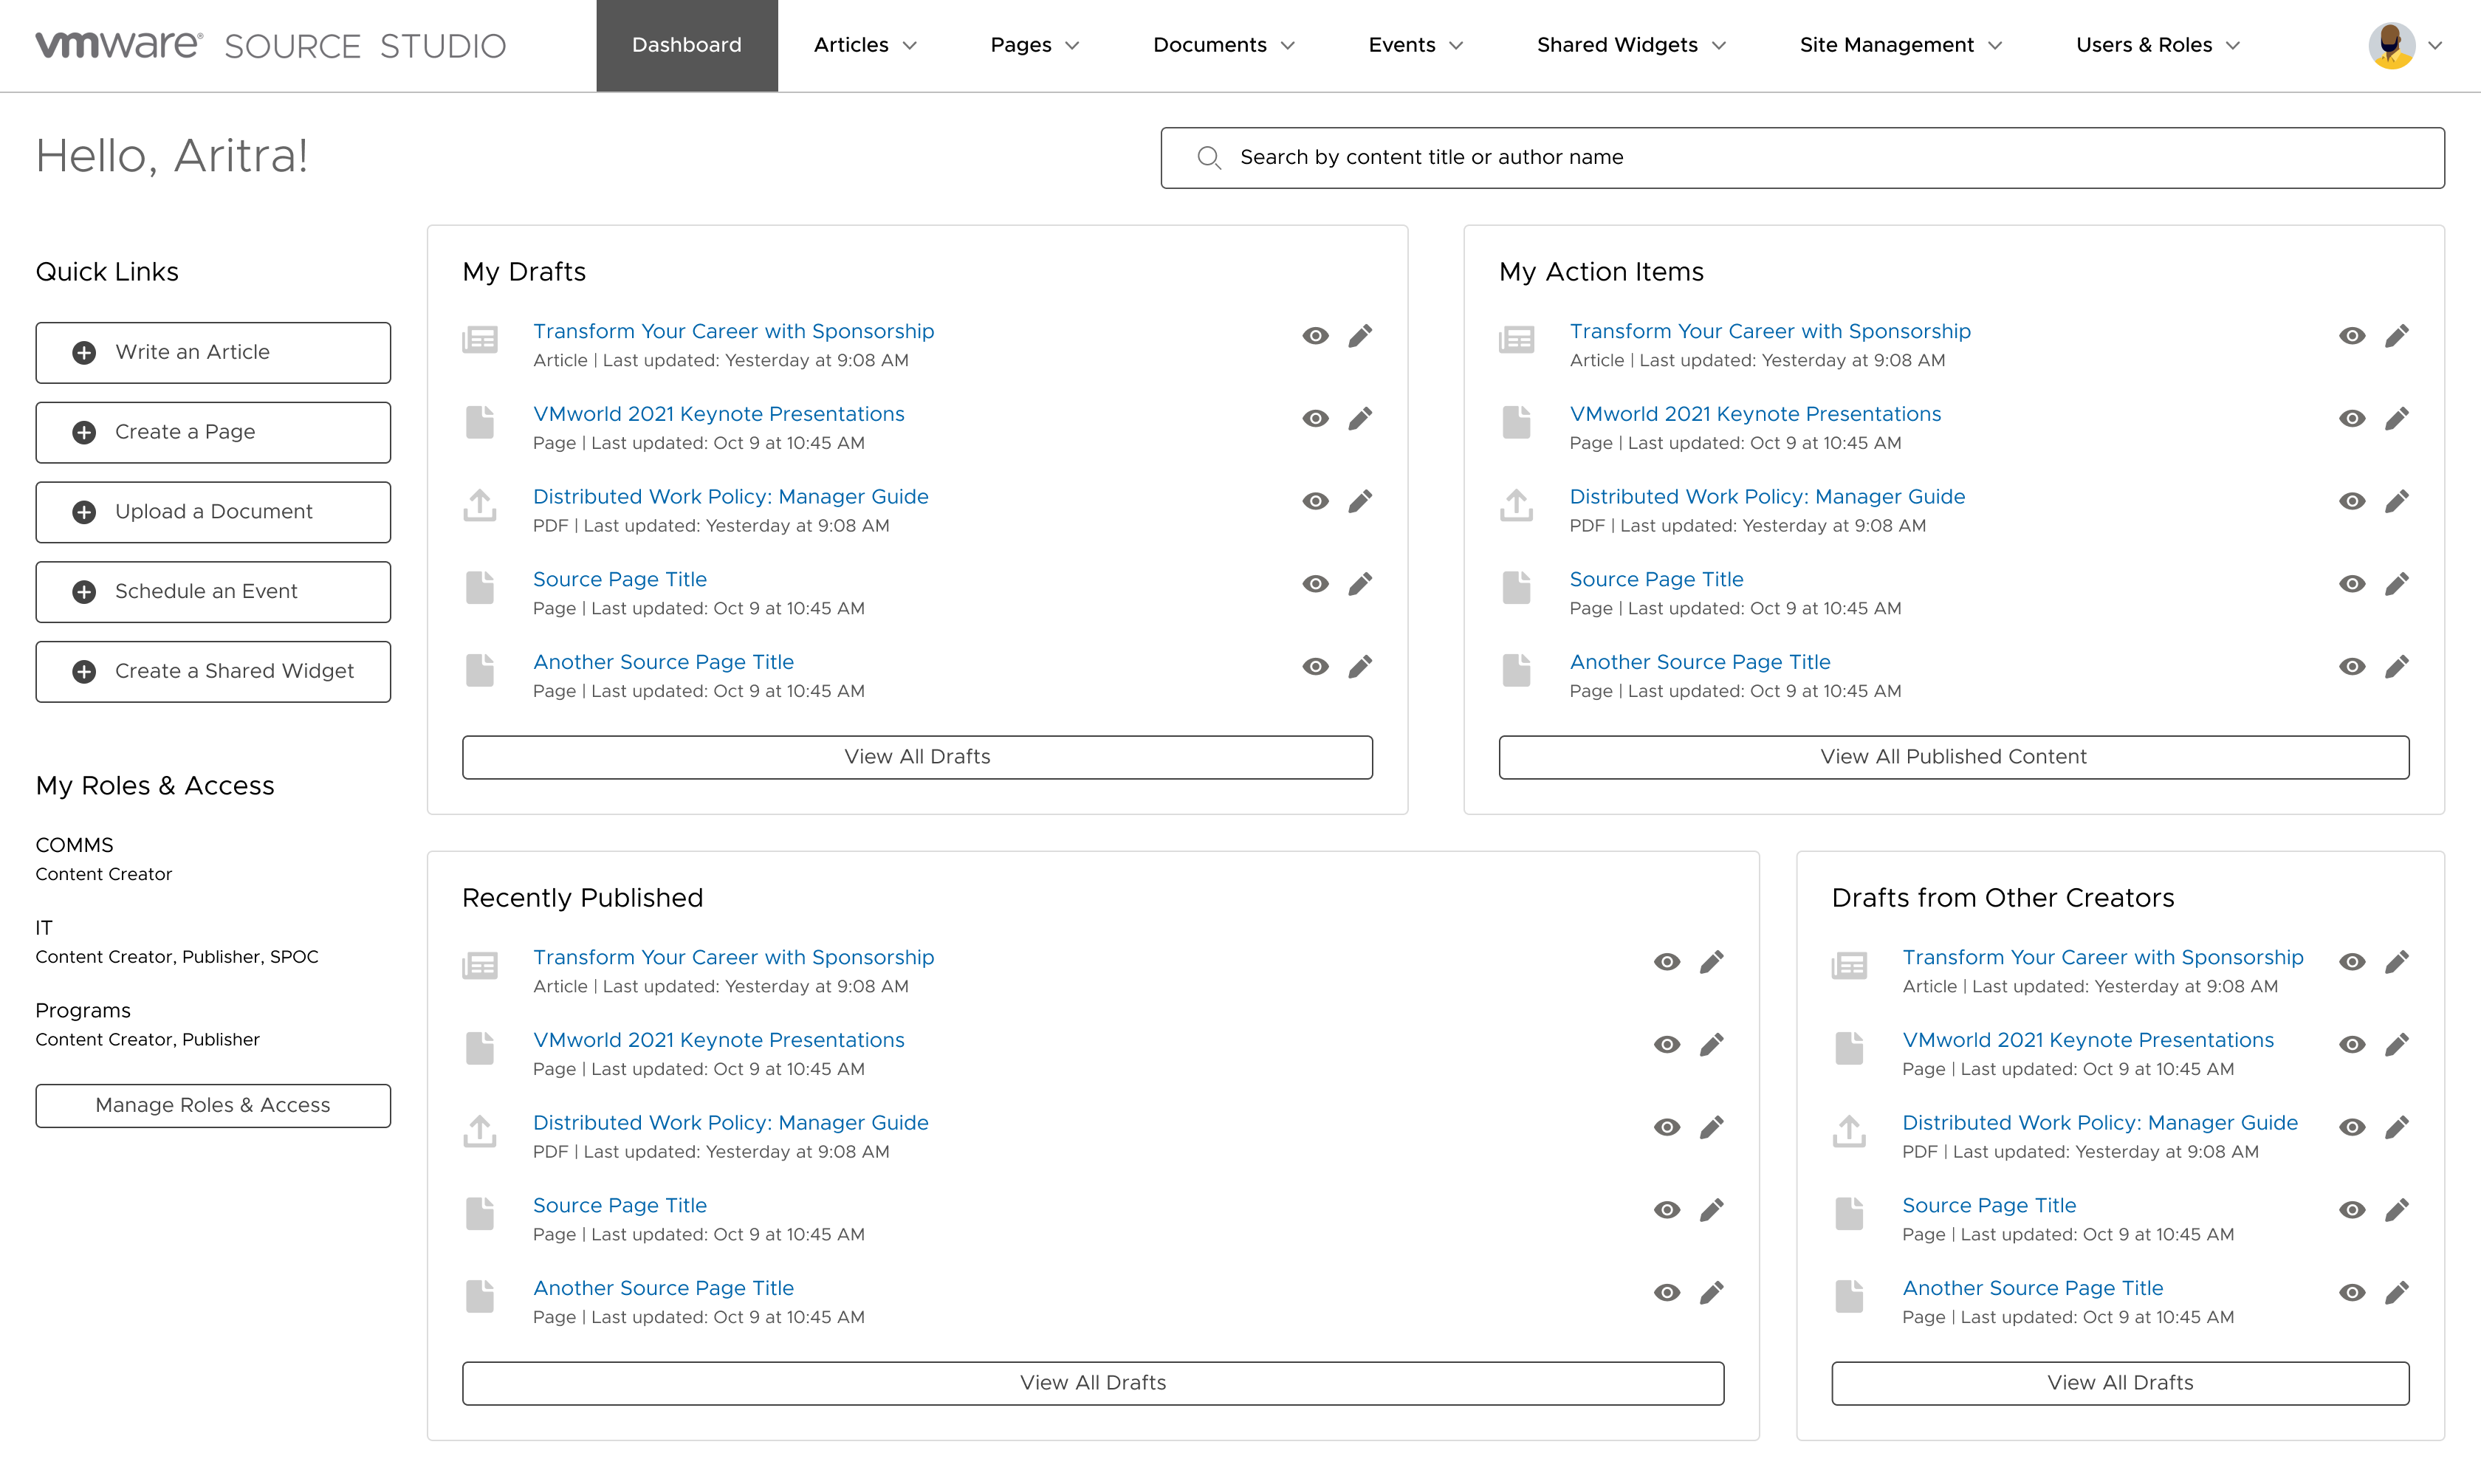 vmware® SOURCE STUDIO
Dashboard
Articles
Pages
Documents
Events
Shared Widgets
Site Management
Users & Roles
Hello, Aritra!
Search by content title or author name
Quick Links
Write an Article
Create a Page
Upload a Document
Schedule an Event
Create a Shared Widget
My Roles & Access
COMMS
Content Creator
IT
Content Creator, Publisher, SPOC
Programs
Content Creator, Publisher
Manage Roles & Access
My Drafts
Transform Your Career with Sponsorship
Article | Last updated: Yesterday at 9:08 AM
VMworld 2021 Keynote Presentations
Page | Last updated: Oct 9 at 10:45 AM
Distributed Work Policy: Manager Guide
PDF | Last updated: Yesterday at 9:08 AM
Source Page Title
Page | Last updated: Oct 9 at 10:45 AM
Another Source Page Title
Page | Last updated: Oct 9 at 10:45 AM
View All Drafts
My Action Items
Transform Your Career with Sponsorship
Article | Last updated: Yesterday at 9:08 AM
VMworld 2021 Keynote Presentations
Page | Last updated: Oct 9 at 10:45 AM
Distributed Work Policy: Manager Guide
PDF | Last updated: Yesterday at 9:08 AM
Source Page Title
Page | Last updated: Oct 9 at 10:45 AM
Another Source Page Title
Page | Last updated: Oct 9 at 10:45 AM
View All Published Content
Recently Published
Transform Your Career with Sponsorship
Article | Last updated: Yesterday at 9:08 AM
VMworld 2021 Keynote Presentations
Page | Last updated: Oct 9 at 10:45 AM
Distributed Work Policy: Manager Guide
PDF | Last updated: Yesterday at 9:08 AM
Source Page Title
Page | Last updated: Oct 9 at 10:45 AM
Another Source Page Title
Page | Last updated: Oct 9 at 10:45 AM
View All Drafts
Drafts from Other Creators
Transform Your Career with Sponsorship
Article | Last updated: Yesterday at 9:08 AM
VMworld 2021 Keynote Presentations
Page | Last updated: Oct 9 at 10:45 AM
Distributed Work Policy: Manager Guide
PDF | Last updated: Yesterday at 9:08 AM
Source Page Title
Page | Last updated: Oct 9 at 10:45 AM
Another Source Page Title
Page | Last updated: Oct 9 at 10:45 AM
View All Drafts